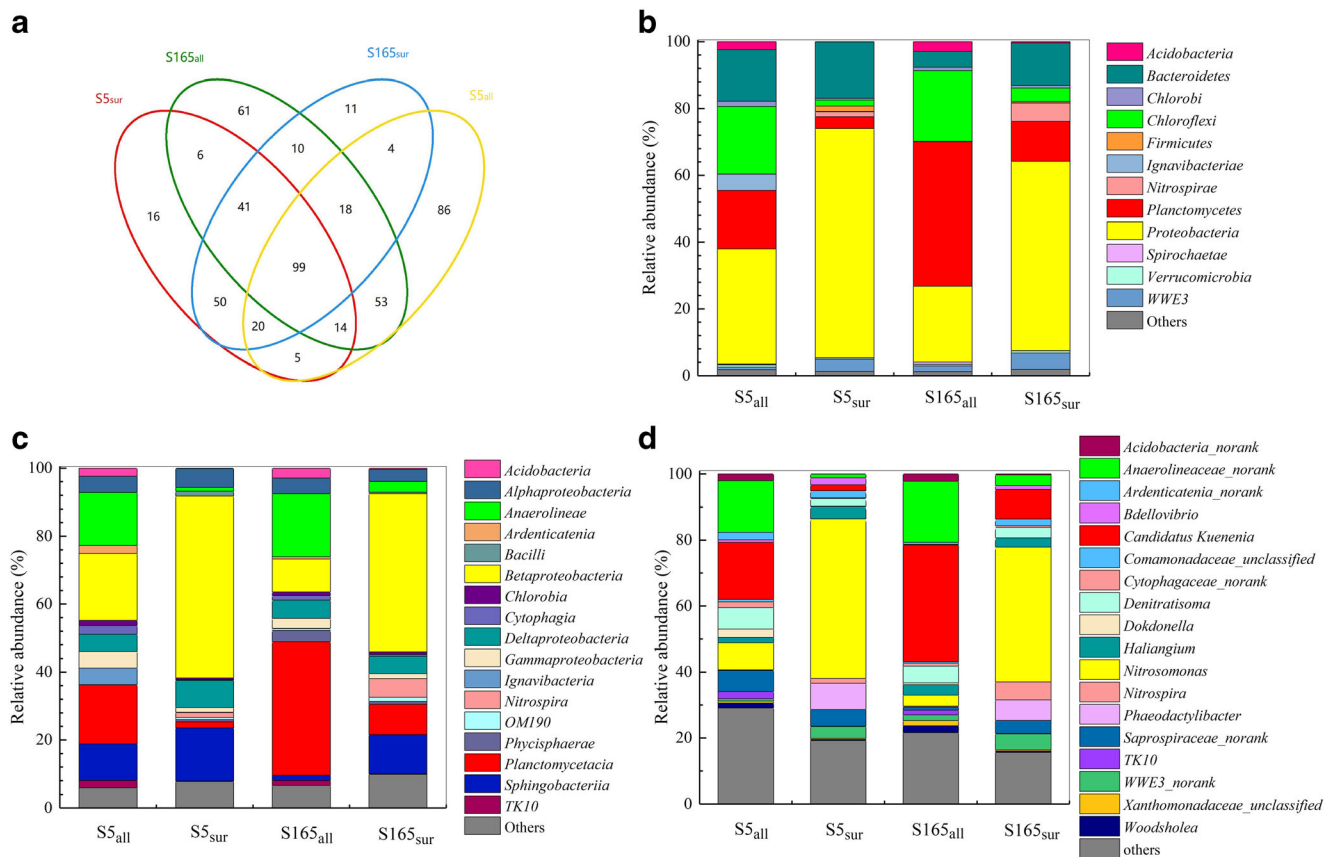 a
S165all
S165sur
S5sur
S5all
61
11
6
10
4
16
41
18
86
99
50
53
20
14
5
b
Relative abundance (%)
100
80
60
40
20
0
S5all
S5sur
S165all
S165sur
Acidobacteria
Bacteroidetes
Chlorobi
Chloroflexi
Firmicutes
Ignavibacteriae
Nitrospirae
Planctomycetes
Proteobacteria
Spirochaetae
Verrucomicrobia
WWE3
Others
c
Relative abundance (%)
100
80
60
40
20
0
S5all
S5sur
S165all
S165sur
Acidobacteria
Alphaproteobacteria
Anaerolineae
Ardenticatenia
Bacilli
Betaproteobacteria
Chlorobia
Cytophagia
Deltaproteobacteria
Gammaproteobacteria
Ignavibacteria
Nitrospira
OM190
Phycisphaerae
Planctomycetacia
Sphingobacteriia
TK10
Others
d
Relative abundance (%)
100
80
60
40
20
0
S5all
S5sur
S165all
S165sur
Acidobacteria_norank
Anaerolineaceae_norank
Ardenticatenia_norank
Bdellovibrio
Candidatus Kuenenia
Comamonadaceae_unclassified
Cytophagaceae_norank
Denitratisoma
Dokdonella
Haliangium
Nitrosomonas
Nitrospira
Phaeodactylibacter
Saprospiraceae_norank
TK10
WWE3_norank
Xanthomonadaceae_unclassified
Woodsholea
others